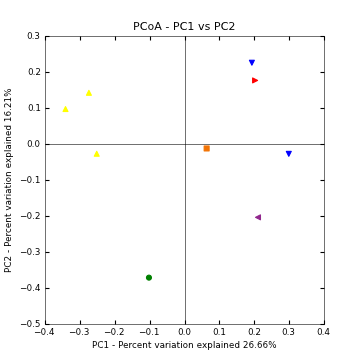 PCoA - PC1 vs PC2
0.3
0.2
0.1
0.0
−0.1
−0.2
−0.3
−0.4
−0.5
−0.4 −0.3 −0.2 −0.1 0.0 0.1 0.2 0.3 0.4
PC2 - Percent variation explained 16.21%
PC1 - Percent variation explained 26.66%